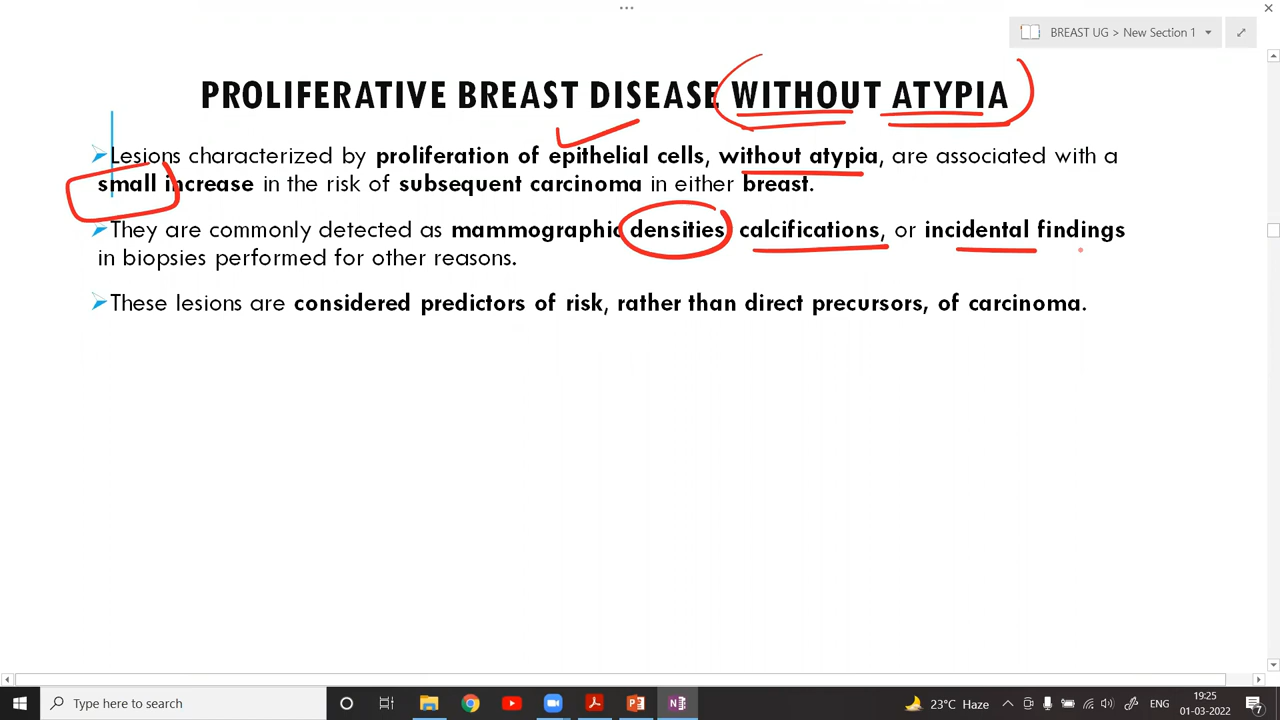 BREAST UG > New Section 1
PROLIFERATIVE BREAST DISEASE WITHOUT ATYPIA
Lesions characterized by proliferation of epithelial cells, without atypia, are associated with a
small increase in the risk of subsequent carcinoma in either breast.
They are commonly detected as mammographic densities, calcifications, or incidental findings
in biopsies performed for other reasons.
These lesions are considered predictors of risk, rather than direct precursors, of carcinoma.
Type here to search
23°C Haze
ENG
19:25
01-03-2022
7